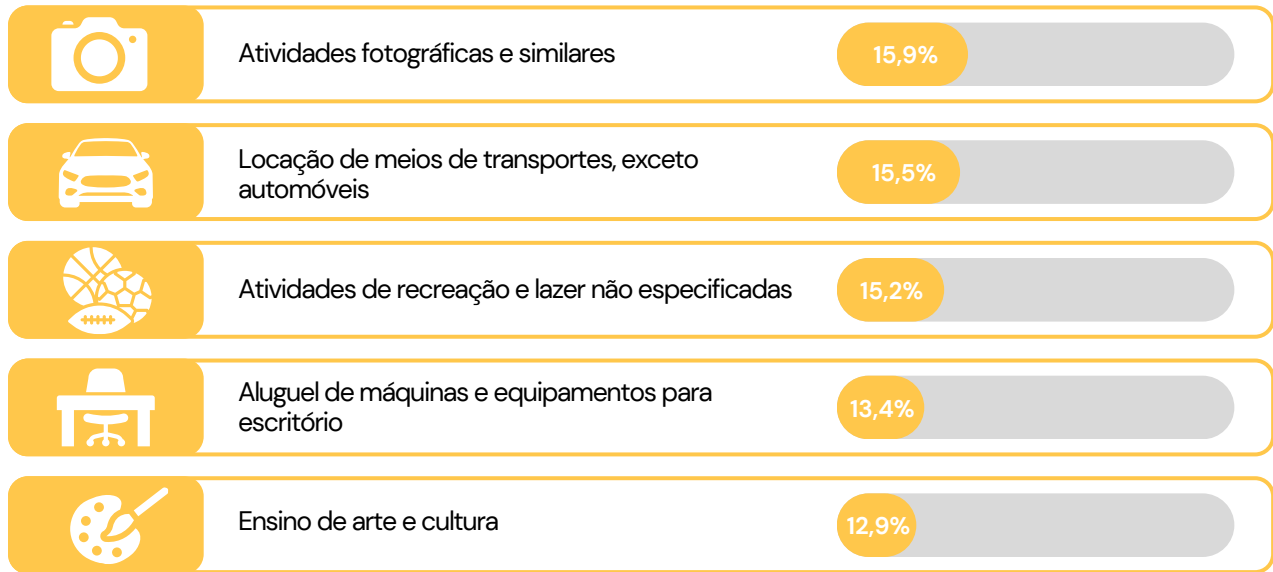 Atividades fotográficas e similares
15,9%
Locação de meios de transportes, exceto
automóveis
15,5%
Atividades de recreação e lazer não especificadas
15,2%
Aluguel de máquinas e equipamentos para
escritório
13,4%
Ensino de arte e cultura
12,9%